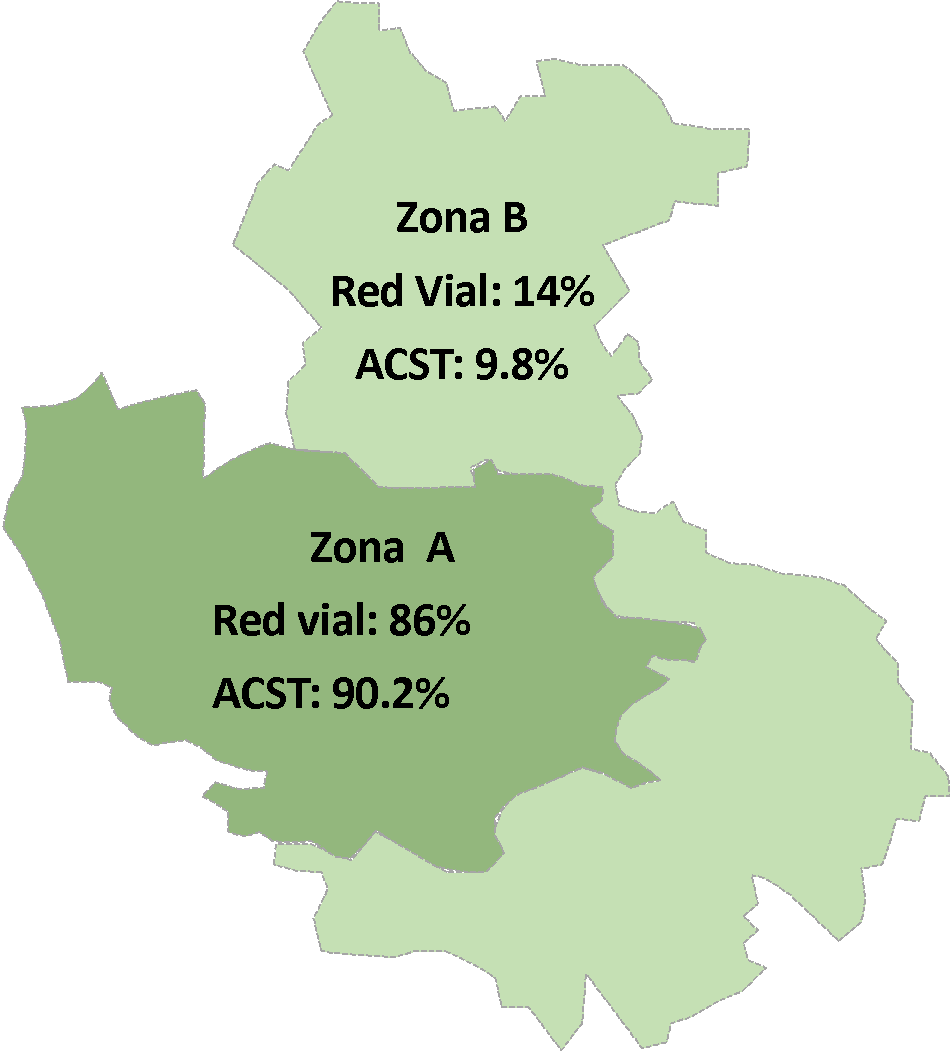 Zona B
Red Vial: 14%
ACST: 9.8%
Zona  A
Red vial: 86%
ACST: 90.2%